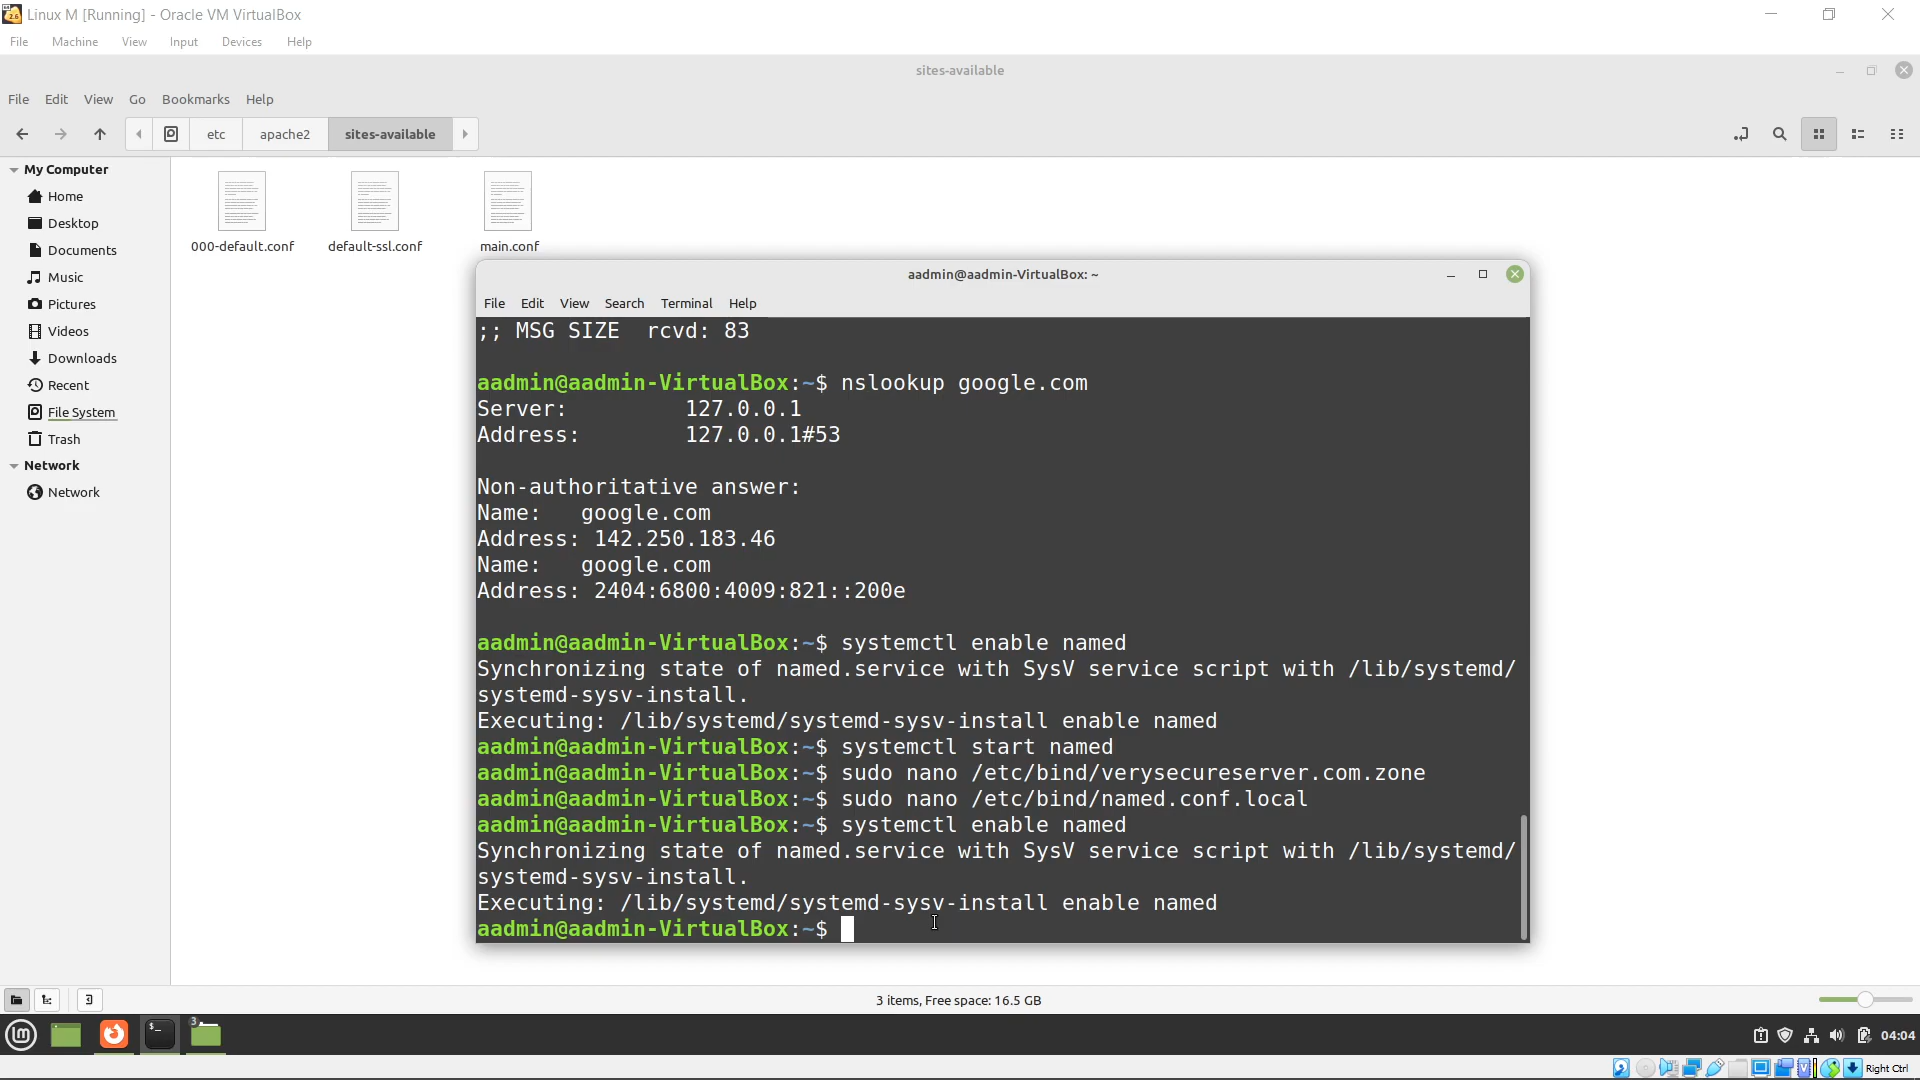 Linux M [Running] - Oracle VM VirtualBox
File Machine View Input Devices Help
sites-available
File Edit View Go Bookmarks Help
etc apache2 sites-available
My Computer
Home
Desktop
Documents
Music
Pictures
Videos
Downloads
Recent
File System
Trash
Network
Network
000-default.conf default-ssl.conf main.conf
aadmin@aadmin-VirtualBox: ~
File Edit View Search Terminal Help
;; MSG SIZE  rcvd: 83
aadmin@aadmin-VirtualBox:~$ nslookup google.com
Server: 127.0.0.1
Address: 127.0.0.1#53
Non-authoritative answer:
Name: google.com
Address: 142.250.183.46
Name: google.com
Address: 2404:6800:4009:821::200e
aadmin@aadmin-VirtualBox:~$ systemctl enable named
Synchronizing state of named.service with SysV service script with /lib/systemd/
systemd-sysv-install.
Executing: /lib/systemd/systemd-sysv-install enable named
aadmin@aadmin-VirtualBox:~$ systemctl start named
aadmin@aadmin-VirtualBox:~$ sudo nano /etc/bind/verysecureserver.com.zone
aadmin@aadmin-VirtualBox:~$ sudo nano /etc/bind/named.conf.local
aadmin@aadmin-VirtualBox:~$ systemctl enable named
Synchronizing state of named.service with SysV service script with /lib/systemd/
systemd-sysv-install.
Executing: /lib/systemd/systemd-sysv-install enable named
aadmin@aadmin-VirtualBox:~$
3 items, Free space: 16.5 GB
3
04:04
Right Ctrl